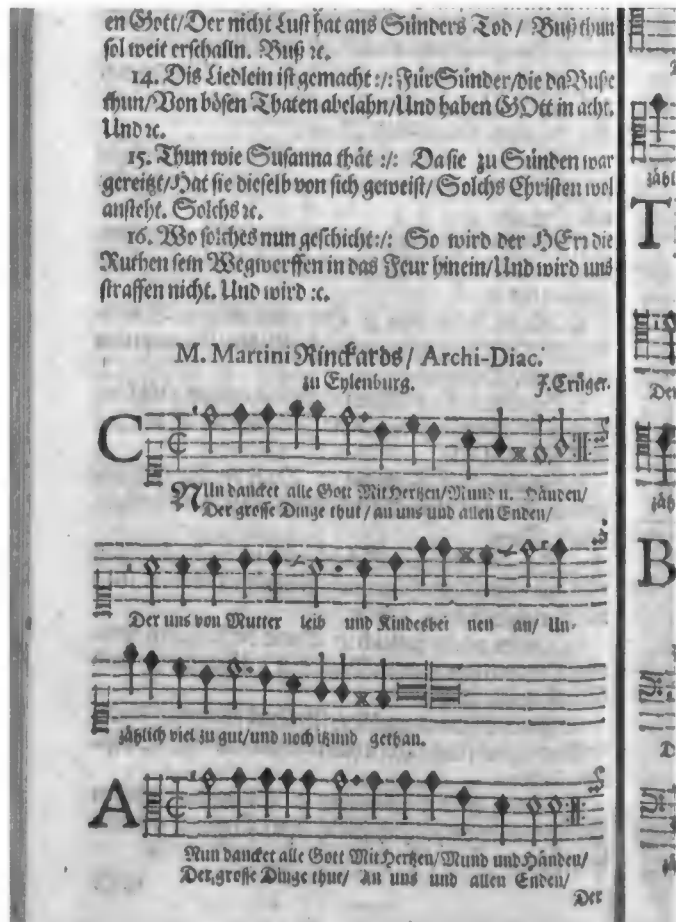 en Gott/Der nicht Lust hat ans Sünders Tod/ Buß thun
sol weit erschalln. Buß ꝛc.
14. Dis Liedlein ist gemacht :/: Für Sünder/die da Buße
thun/Von bösen Thaten abelahn/Und haben GOtt in acht.
Und ꝛc.
15. Thun wie Susanna thät :/: Da sie zu Sünden war
gereitzt/Hat sie dieselb von sich geweist/ Solchs Christen wol
ansteht. Solchs ꝛc.
16. Wo solches nun geschicht:/: So wird der HErr die
Ruthen sein Wegwerffen in das Feur hinein/Und wird uns
straffen nicht. Und wird ꝛc.
M. Martini Rinckards/ Archi-Diac.
zu Eylenburg. J. Crüger.
C
NUn dancket alle Gott Mit Hertzen/Mund u. Händen/
Der grosse Dinge thut/ an uns und allen Enden/
Der uns von Mutter leib und Kindesbei nen an/ Un-
zählich viel zu gut/und noch itzund gethan.
A
Nun dancket alle Gott Mit Hertzen/Mund und Händen/
Der grosse Dinge thut/ An uns und allen Enden/
Der
zähl
T
Der
zäh
B
D